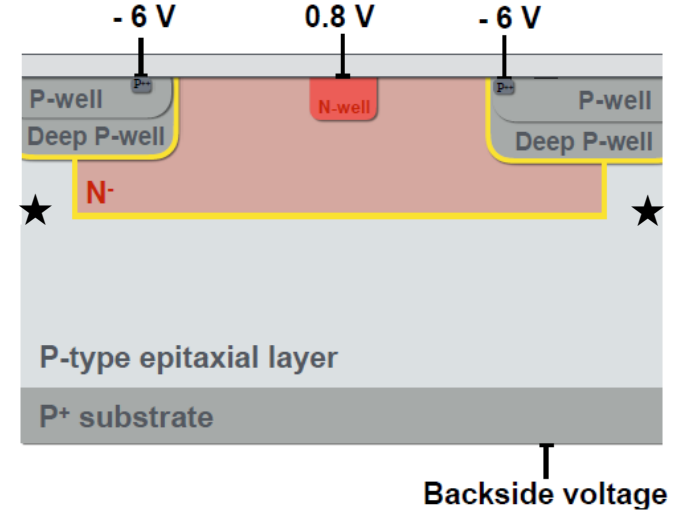 - 6 V 0.8 V - 6 V
P++ P++
P-well N-well P-well
Deep P-well Deep P-well
N-
P-type epitaxial layer
P+ substrate
Backside voltage